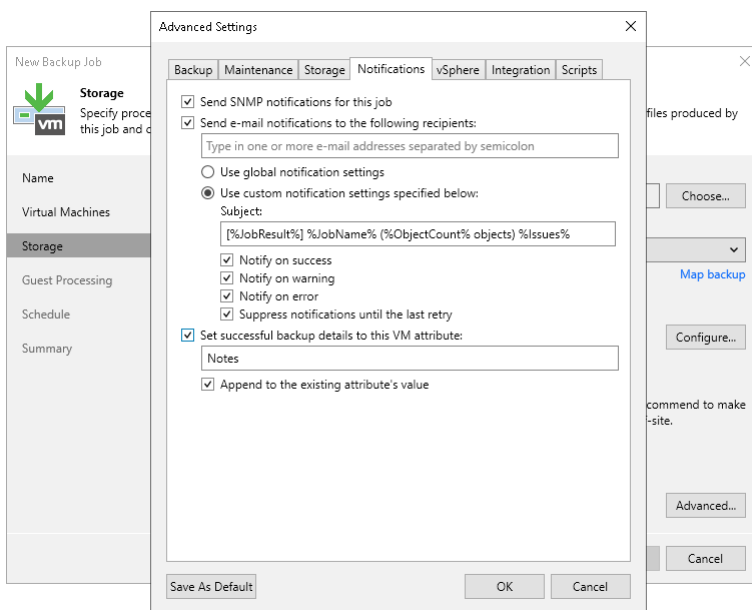 Advanced Settings
New Backup Job
Storage
Specify proce
this job and c
files produced by
vm
Name
Virtual Machines
Storage
Guest Processing
Schedule
Summary
Backup
Maintenance
Storage
Notifications
vSphere
Integration
Scripts
Send SNMP notifications for this job
Send e-mail notifications to the following recipients:
Type in one or more e-mail addresses separated by semicolon
Use global notification settings
Use custom notification settings specified below:
Subject:
[%JobResult%] %JobName% (%ObjectCount% objects) %Issues%
Notify on success
Notify on warning
Notify on error
Suppress notifications until the last retry
Set successful backup details to this VM attribute:
Notes
Append to the existing attribute's value
Choose...
Map backup
Configure...
commend to make
-site.
Advanced...
Cancel
Save As Default
OK
Cancel